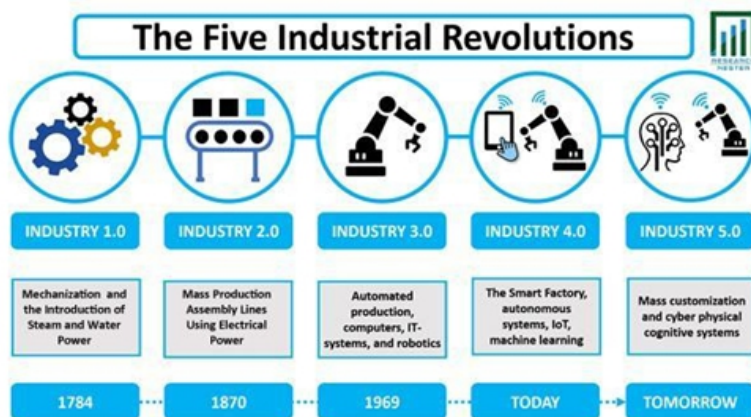 The Five Industrial Revolutions
RESEARCH
NESTER
INDUSTRY 1.0
INDUSTRY 2.0
INDUSTRY 3.0
INDUSTRY 4.0
INDUSTRY 5.0
Mechanization and
the Introduction of
Steam and Water
Power
Mass Production
Assembly Lines
Using Electrical
Power
Automated
production,
computers, IT-
systems, and robotics
The Smart Factory,
autonomous
systems, IoT,
machine learning
Mass customization
and cyber physical
cognitive systems
1784
1870
1969
TODAY
TOMORROW